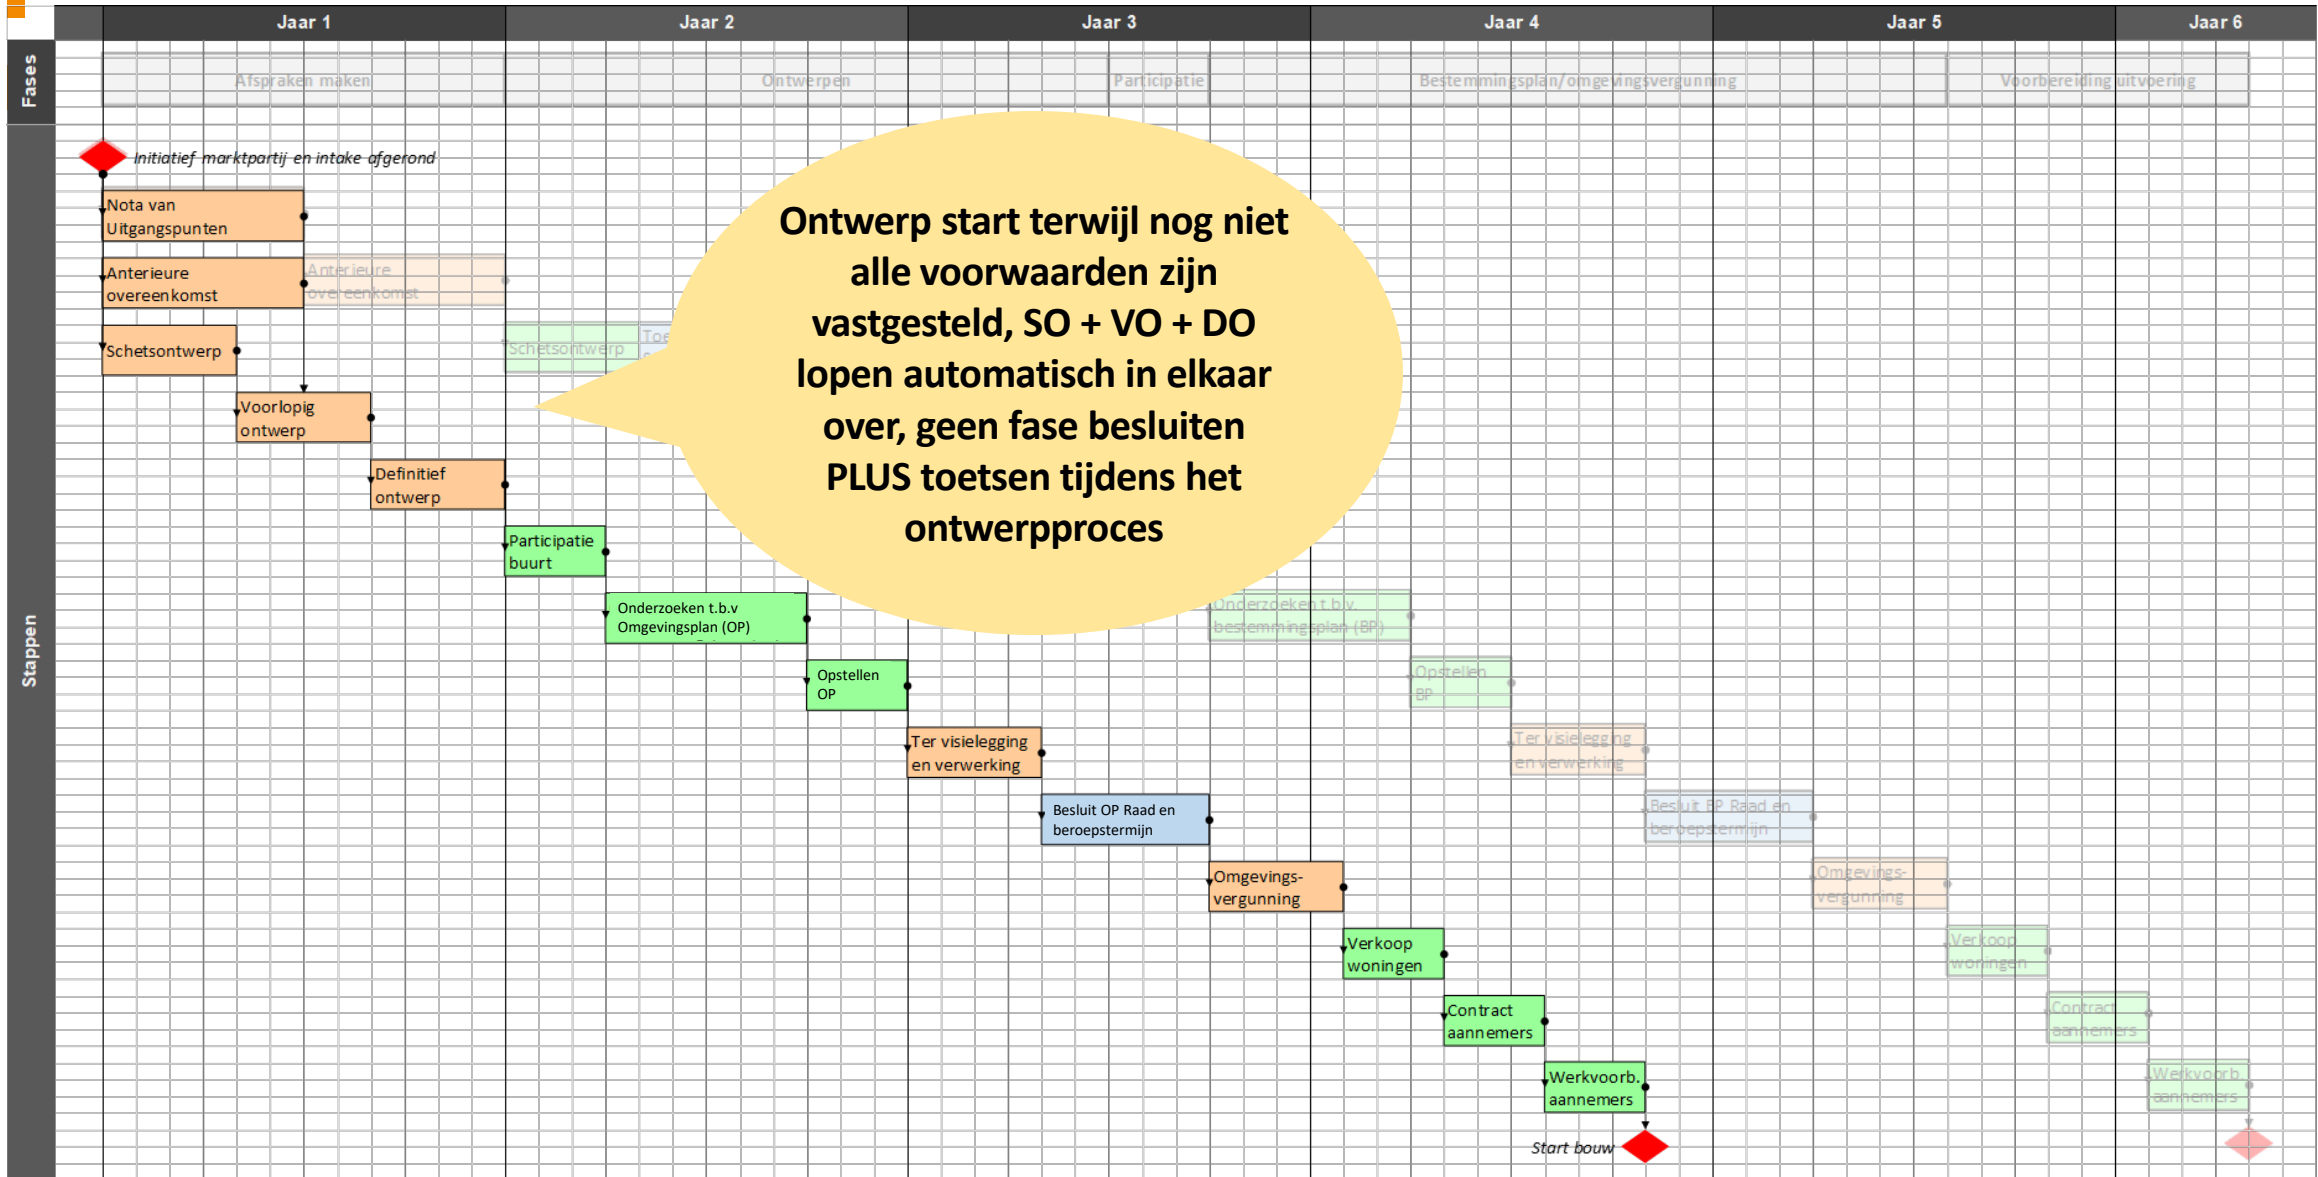 Jaar 1
Jaar 2
Jaar 3
Jaar 4
Jaar 5
Jaar 6
Fases
Afspraken maken
Ontwerpen
Participatie
Bestemmingsplan/omgevingsvergunning
Voorbereiding uitvoering
Stappen
Initiatief marktpartij en intake afgerond
Nota van
Uitgangspunten
Anterieure
overeenkomst
Anterieure
overeenkomst
Schetsontwerp
Schetsontwerp
Voorlopig
ontwerp
Definitief
ontwerp
Ontwerp start terwijl nog niet
alle voorwaarden zijn
vastgesteld, SO + VO + DO
lopen automatisch in elkaar
over, geen fase besluiten
PLUS toetsen tijdens het
ontwerpproces
Participatie
buurt
Onderzoeken t.b.v
Omgevingsplan (OP)
Onderzoeken t.b.v.
bestemmingsplan (BP)
Opstellen
OP
Opstellen
BP
Ter visielegging
en verwerking
Ter visielegging
en verwerking
Besluit OP Raad en
beroepstermijn
Besluit BP Raad en
beroepstermijn
Omgevings-
vergunning
Omgevings-
vergunning
Verkoop
woningen
Verkoop
woningen
Contract
aannemers
Contract
aannemers
Werkvoorb.
aannemers
Werkvoorb.
aannemers
Start bouw